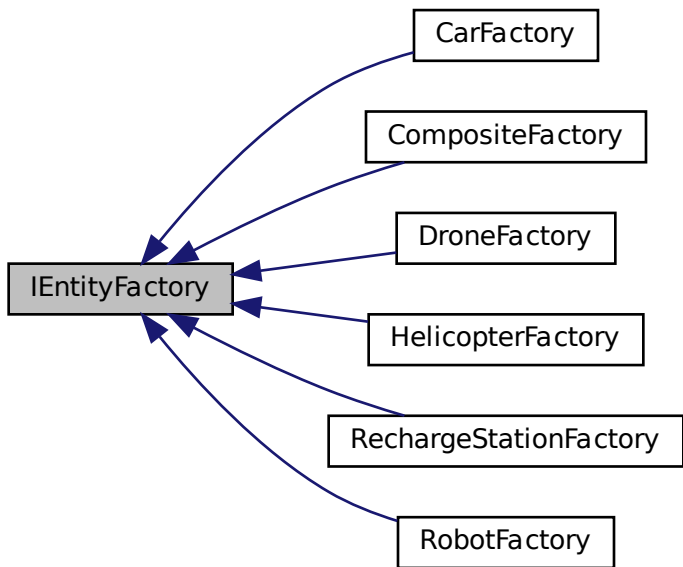 CarFactory
CompositeFactory
DroneFactory
IEntityFactory
HelicopterFactory
RechargeStationFactory
RobotFactory